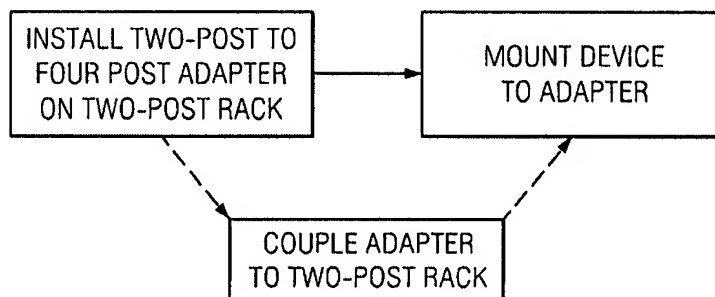 INSTALL TWO-POST TO
FOUR POST ADAPTER
ON TWO-POST RACK
MOUNT DEVICE
TO ADAPTER
COUPLE ADAPTER
TO TWO-POST RACK